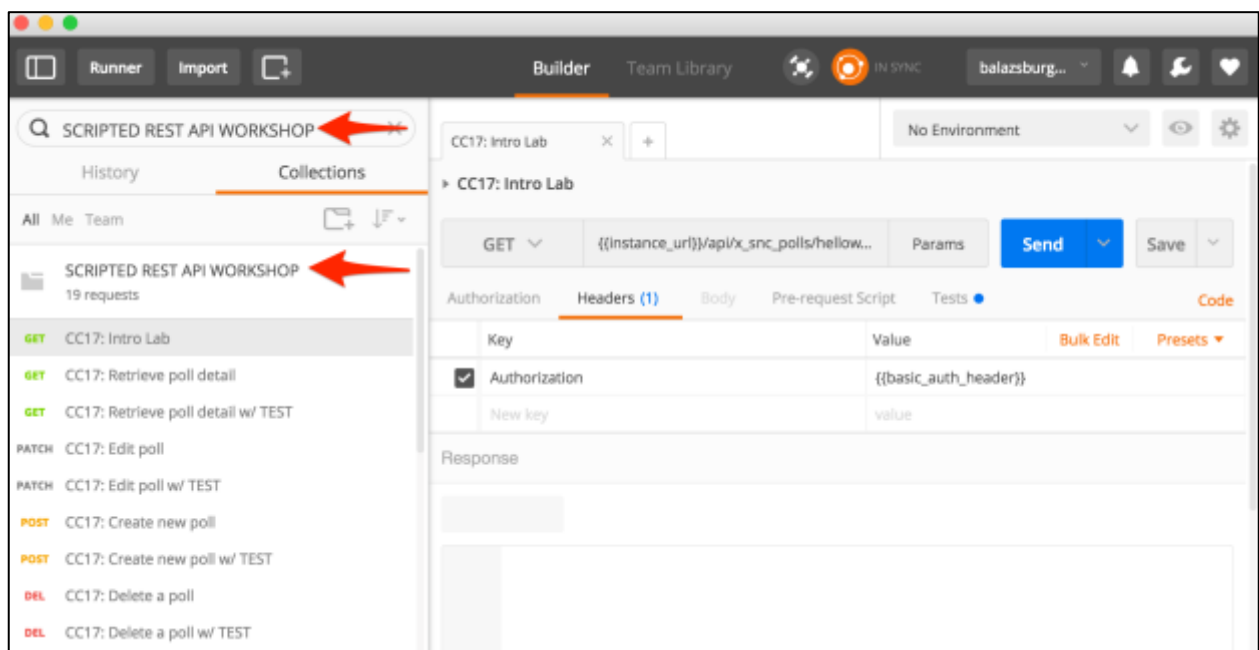 Runner Import Builder Team Library IN SYNC balazsburg...
SCRIPTED REST API WORKSHOP
History Collections
All Me Team
SCRIPTED REST API WORKSHOP
19 requests
GET CC17: Intro Lab
GET CC17: Retrieve poll detail
GET CC17: Retrieve poll detail w/ TEST
PATCH CC17: Edit poll
PATCH CC17: Edit poll w/ TEST
POST CC17: Create new poll
POST CC17: Create new poll w/ TEST
DEL CC17: Delete a poll
DEL CC17: Delete a poll w/ TEST
CC17: Intro Lab No Environment
CC17: Intro Lab
GET {{instance_url}}/api/x_snc_polls/hellow... Params Send Save
Authorization Headers (1) Body Pre-request Script Tests Code
Key Value Bulk Edit Presets
Authorization {{basic_auth_header}}
New key value
Response